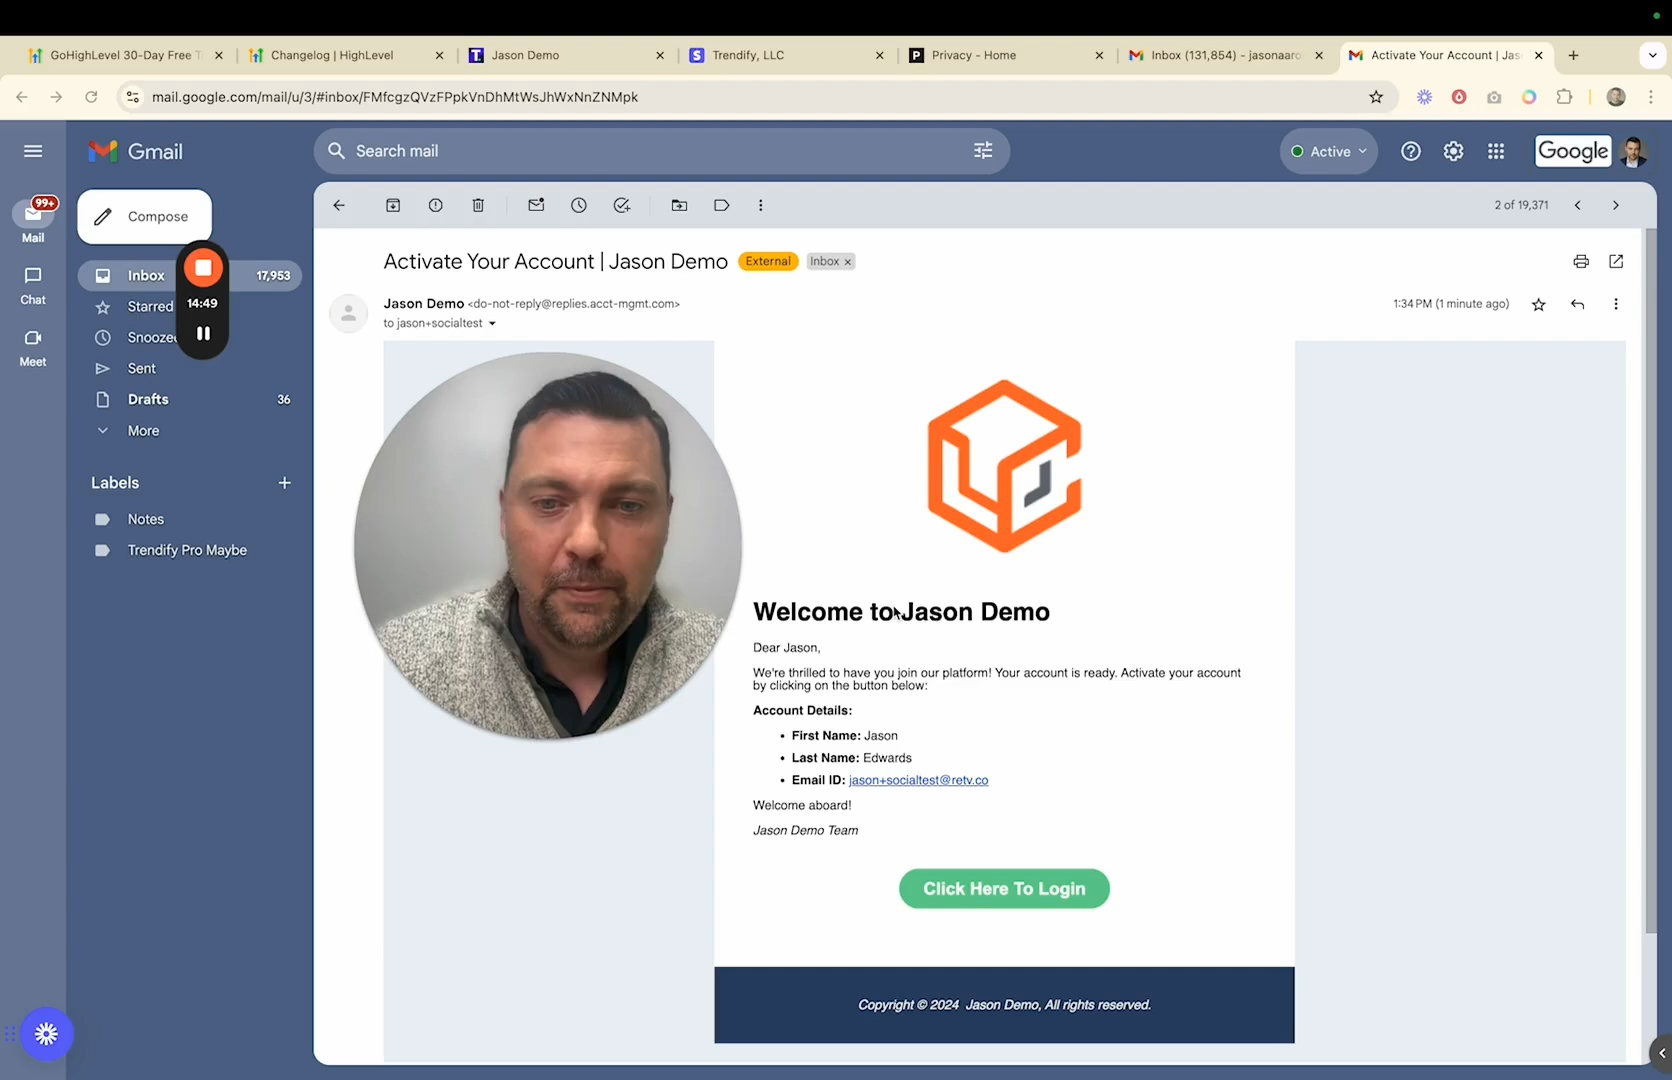 GoHighLevel 30-Day Free T
Changelog | HighLevel
Jason Demo
Trendify, LLC
Privacy - Home
Inbox (131,854) - jasonaaro
Activate Your Account | Jas
mail.google.com/mail/u/3/#inbox/FMfcgzQVzFPpkVnDhMtWsJhWxNnZNMpk
Gmail
Search mail
Active
Google
99+
Mail
Chat
Meet
Compose
Inbox 17,953
Starred
Snoozed
Sent
Drafts 36
More
Labels
Notes
Trendify Pro Maybe
14:49
2 of 19,371
Activate Your Account | Jason Demo External Inbox
Jason Demo <do-not-reply@replies.acct-mgmt.com>
1:34 PM (1 minute ago)
to jason+socialtest
Welcome to Jason Demo
Dear Jason,
We're thrilled to have you join our platform! Your account is ready. Activate your account
by clicking on the button below:
Account Details:
• First Name: Jason
• Last Name: Edwards
• Email ID: jason+socialtest@retv.co
Welcome aboard!
Jason Demo Team
Click Here To Login
Copyright © 2024 Jason Demo, All rights reserved.